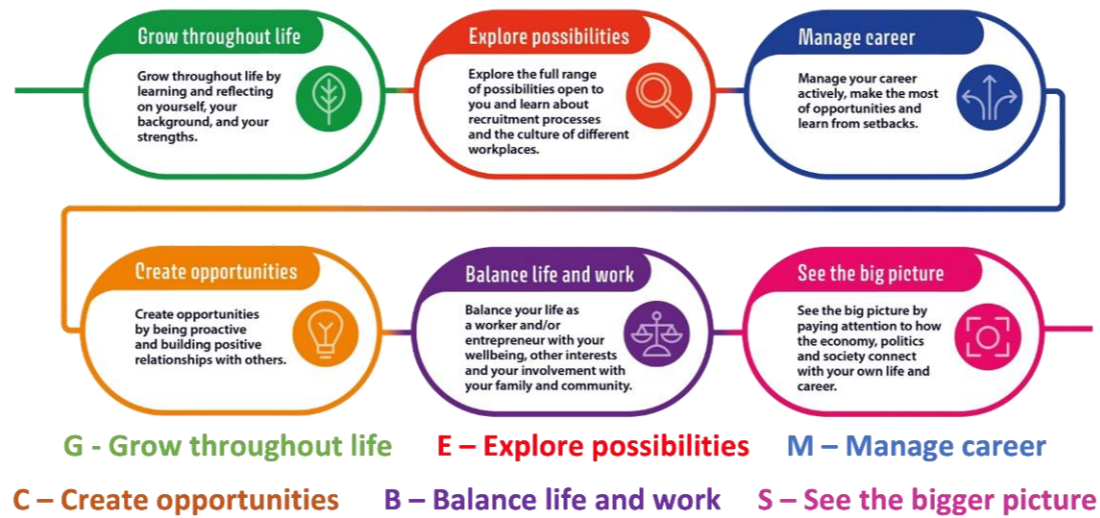 Grow throughout life
Grow throughout life by
learning and reflecting
on yourself, your
background, and your
strengths.
Explore possibilities
Explore the full range
of possibilities open to
you and learn about
recruitment processes
and the culture of different
workplaces.
Manage career
Manage your career
actively, make the most
of opportunities and
learn from setbacks.
Create opportunities
Create opportunities
by being proactive
and building positive
relationships with others.
Balance life and work
Balance your life as
a worker and/or
entrepreneur with your
wellbeing, other interests
and your involvement with
your family and community.
See the big picture
See the big picture by
paying attention to how
the economy, politics
and society connect
with your own life and
career.
G - Grow throughout life
E – Explore possibilities
M – Manage career
C – Create opportunities
B – Balance life and work
S – See the bigger picture